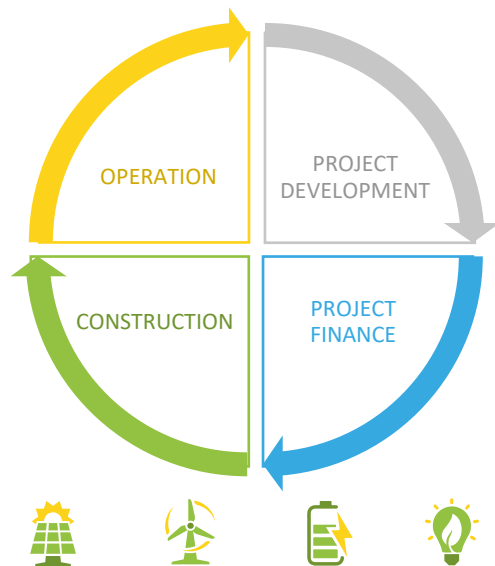 OPERATION
PROJECT
DEVELOPMENT
CONSTRUCTION
PROJECT
FINANCE